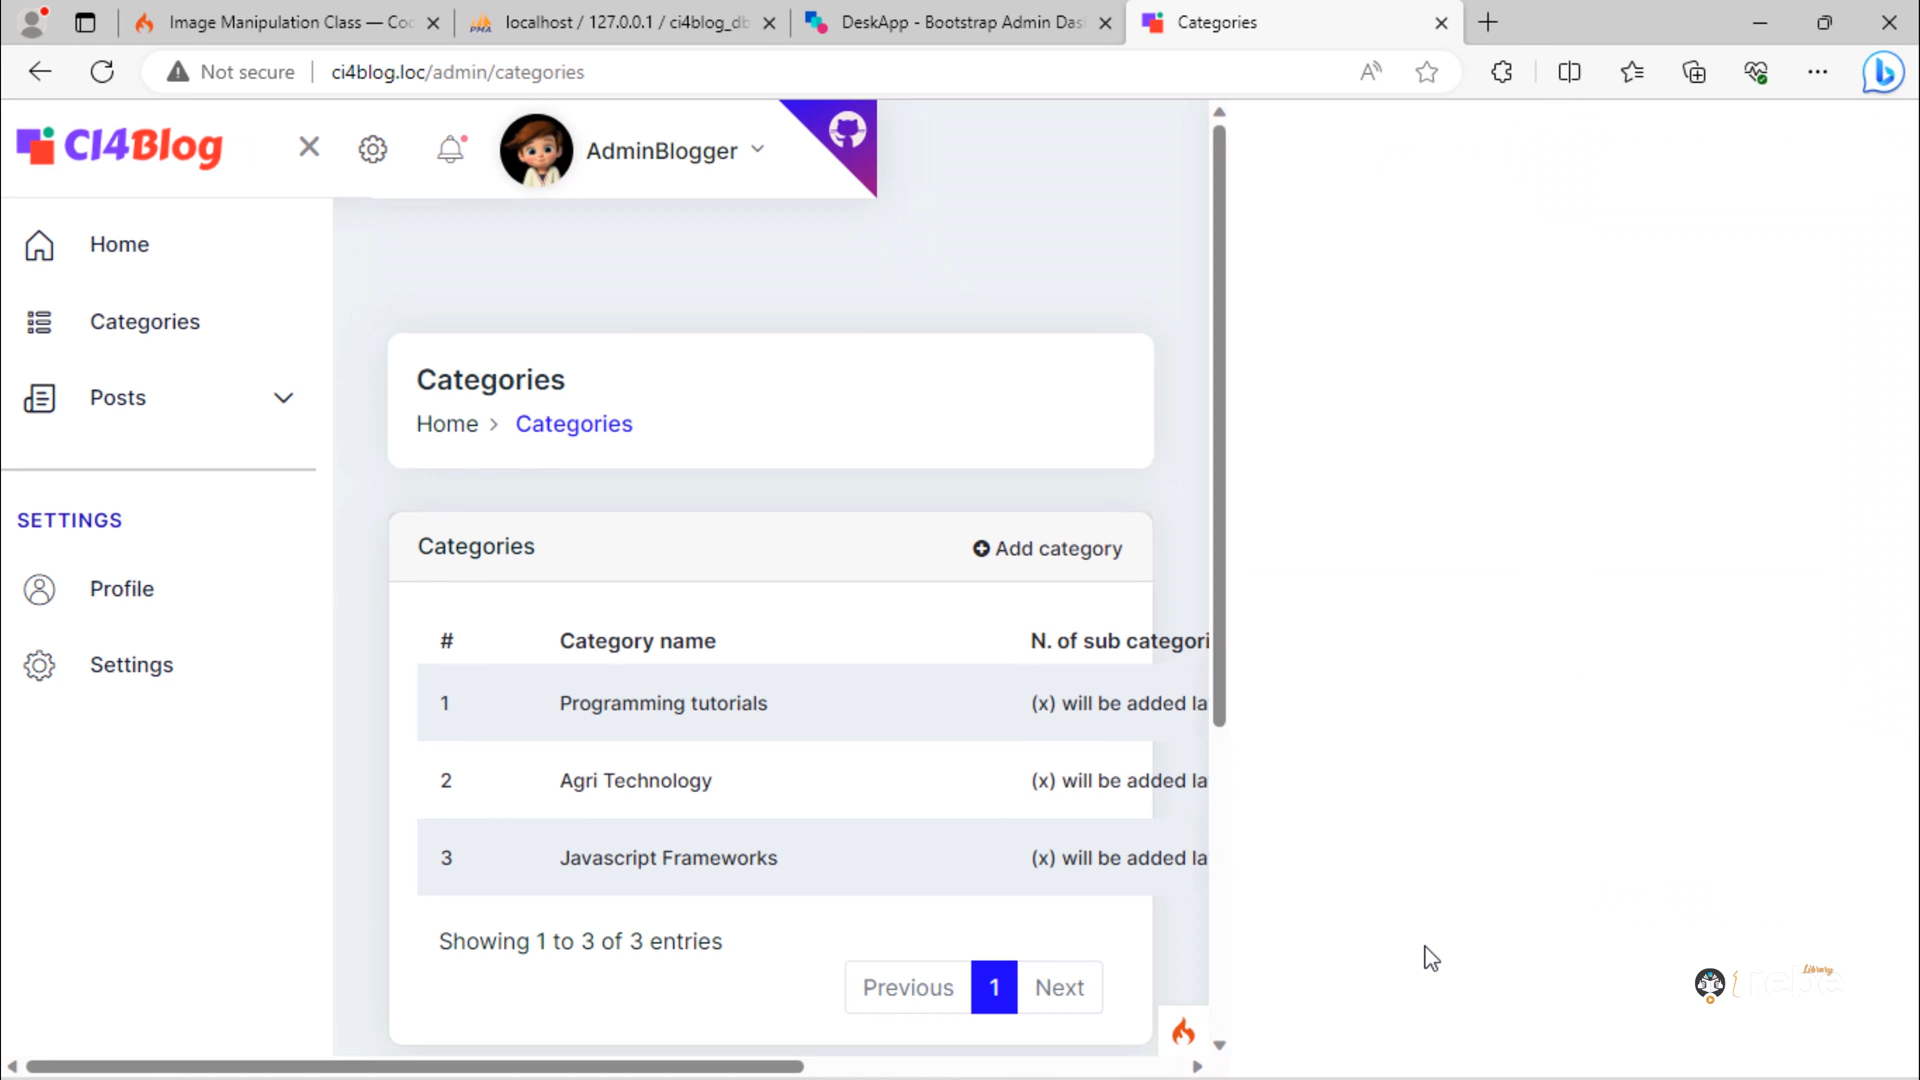 Image Manipulation Class — Coc
localhost / 127.0.0.1 / ci4blog_db
DeskApp - Bootstrap Admin Das
Categories
Not secure
ci4blog.loc/admin/categories
CI4Blog
AdminBlogger
Home
Categories
Posts
SETTINGS
Profile
Settings
Categories
Home > Categories
Categories
Add category
# Category name N. of sub categori
1 Programming tutorials (x) will be added la
2 Agri Technology (x) will be added la
3 Javascript Frameworks (x) will be added la
Showing 1 to 3 of 3 entries
Previous 1 Next
Library